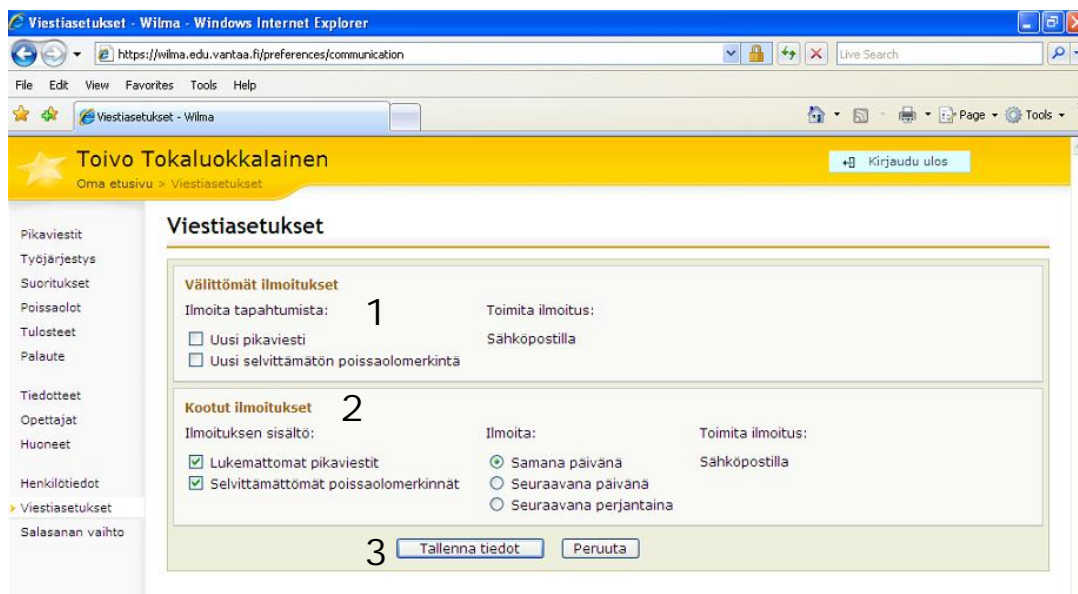 Viestiasetukset - Wilma - Windows Internet Explorer
https://wilma.edu.vantaa.fi/preferences/communication
Live Search
File Edit View Favorites Tools Help
Viestiasetukset - Wilma
Page Tools
Toivo Tokaluokkalainen
Kirjaudu ulos
Oma etusivu > Viestiasetukset
Pikaviestit
Työjärjestys
Suoritukset
Poissaolot
Tulosteet
Palaute
Tiedotteet
Opettajat
Huoneet
Henkilötiedot
Viestiasetukset
Salasanan vaihto
Viestiasetukset
Välittömät ilmoitukset
Ilmoita tapahtumista: 1 Toimita ilmoitus:
Uusi pikaviesti Sähköpostilla
Uusi selvittämätön poissaolomerkintä
Kootut ilmoitukset 2
Ilmoituksen sisältö: Ilmoita: Toimita ilmoitus:
Lukemattomat pikaviestit Samana päivänä Sähköpostilla
Selvittämättömät poissaolomerkinnät Seuraavana päivänä
Seuraavana perjantaina
3 Tallenna tiedot Peruuta